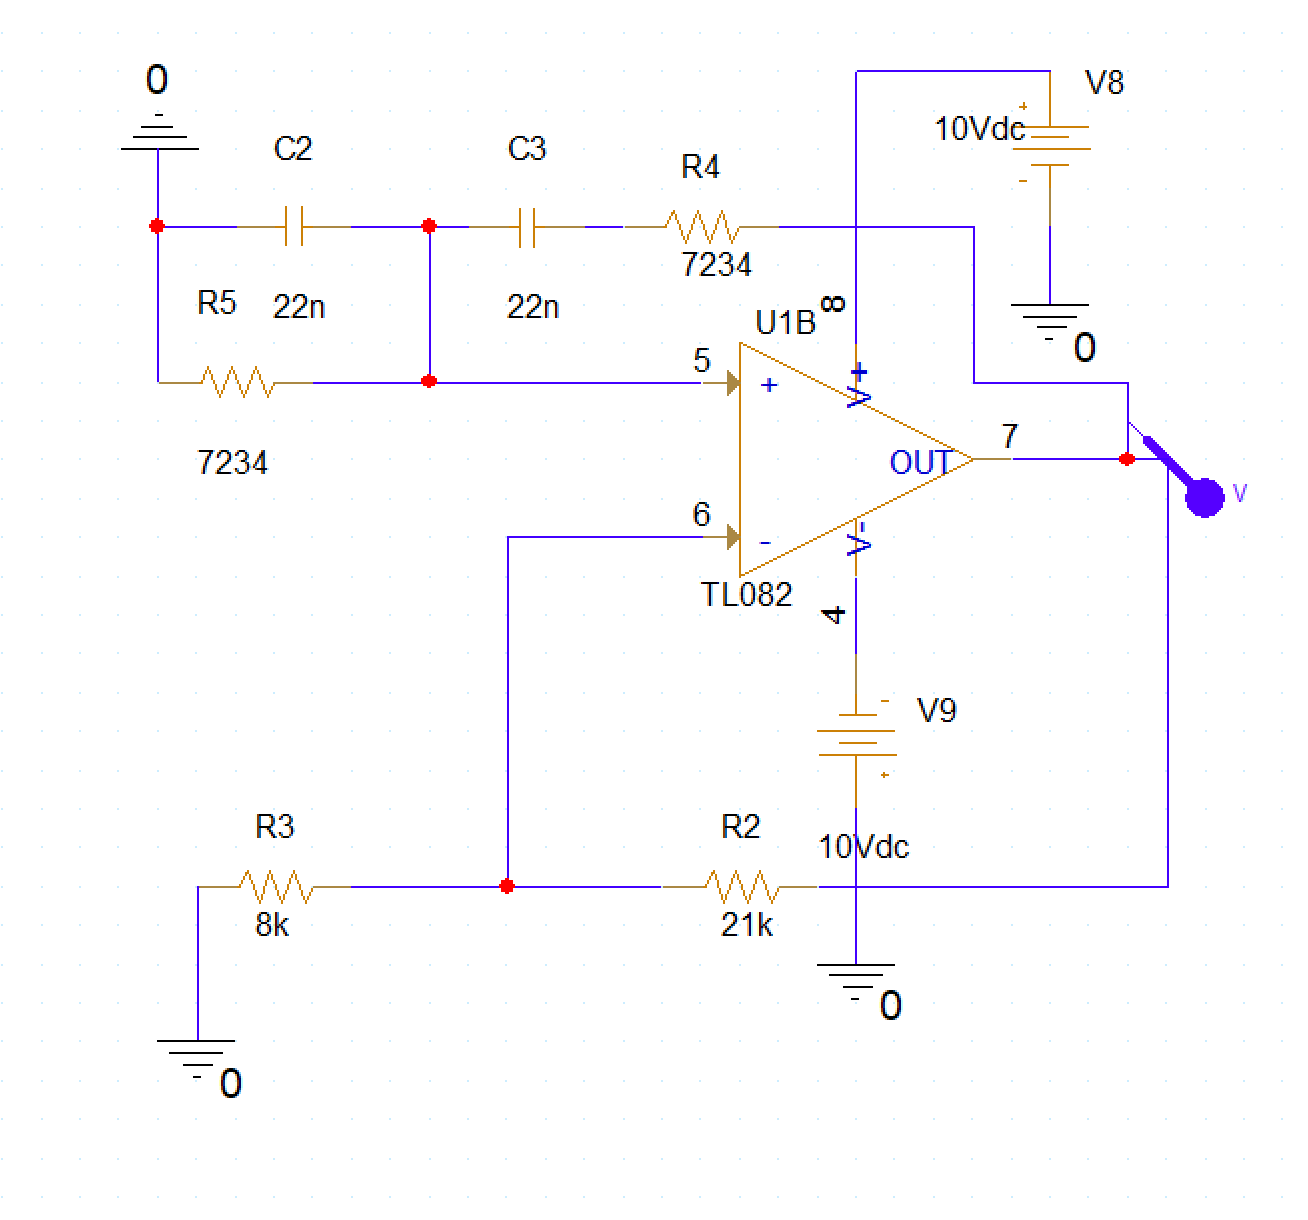 0
V8
+
10Vdc
-
C2
C3
R4
7234
0
R5
22n
22n
8
U1B
5
+
V+
7234
7
OUT
V
6
-
V-
TL082
4
-
V9
+
R3
R2
10Vdc
8k
21k
0
0